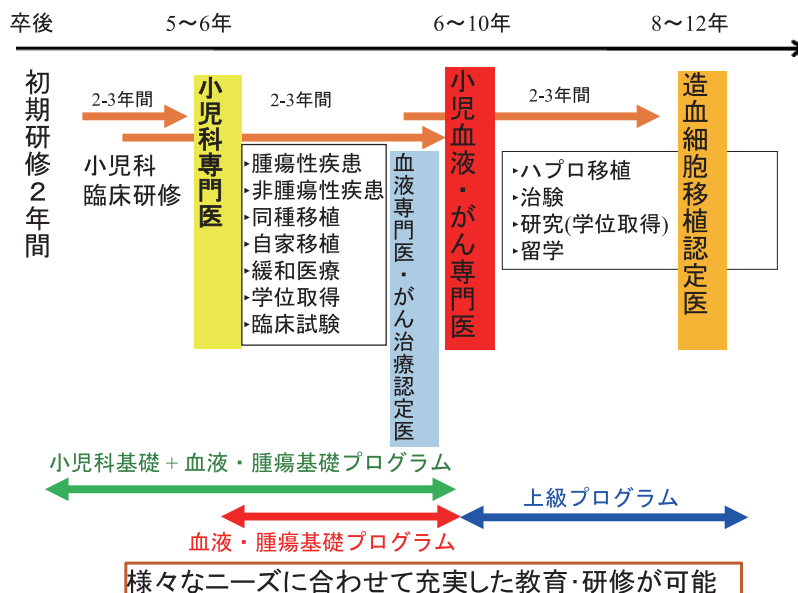 卒後
5～6年
6～10年
8～12年
初期研修2年間
2-3年間
小児科
臨床研修
小児科専門医
2-3年間
▸腫瘍性疾患
▸非腫瘍性疾患
▸同種移植
▸自家移植
▸緩和医療
▸学位取得
▸臨床試験
血液専門医・がん治療認定医
小児血液・がん専門医
2-3年間
▸ハプロ移植
▸治験
▸研究(学位取得)
▸留学
造血細胞移植認定医
小児科基礎+血液・腫瘍基礎プログラム
上級プログラム
血液・腫瘍基礎プログラム
様々なニーズに合わせて充実した教育・研修が可能